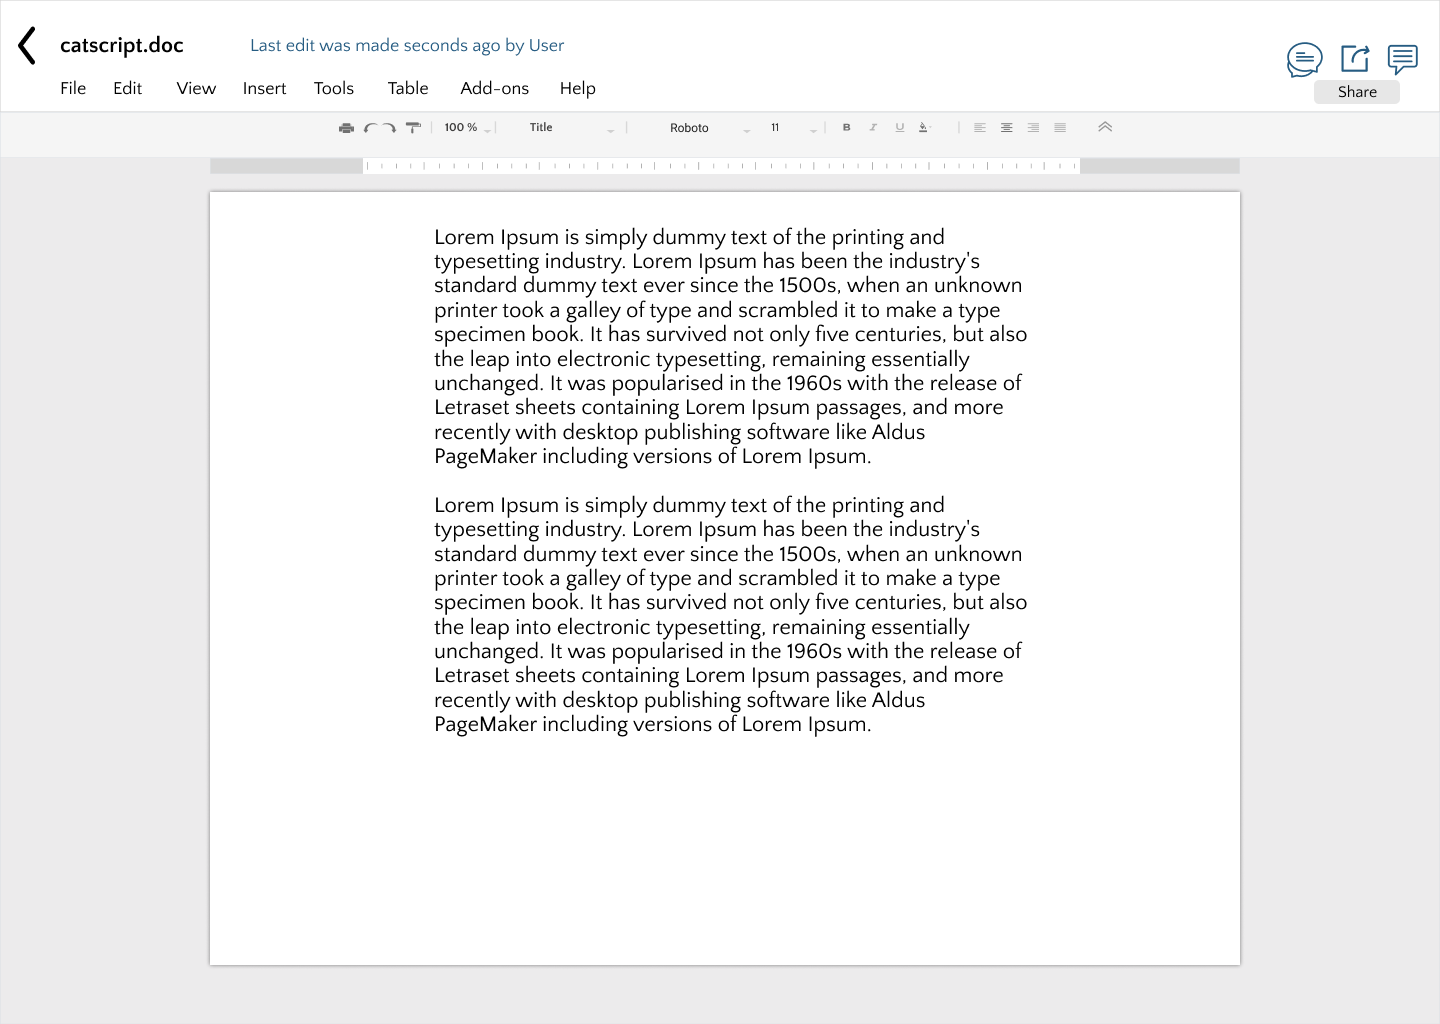 catscript.doc
Last edit was made seconds ago by User
File Edit View Insert Tools Table Add-ons Help
Share
100 % Title Roboto 11 B I U A
Lorem Ipsum is simply dummy text of the printing and
typesetting industry. Lorem Ipsum has been the industry's
standard dummy text ever since the 1500s, when an unknown
printer took a galley of type and scrambled it to make a type
specimen book. It has survived not only five centuries, but also
the leap into electronic typesetting, remaining essentially
unchanged. It was popularised in the 1960s with the release of
Letraset sheets containing Lorem Ipsum passages, and more
recently with desktop publishing software like Aldus
PageMaker including versions of Lorem Ipsum.
Lorem Ipsum is simply dummy text of the printing and
typesetting industry. Lorem Ipsum has been the industry's
standard dummy text ever since the 1500s, when an unknown
printer took a galley of type and scrambled it to make a type
specimen book. It has survived not only five centuries, but also
the leap into electronic typesetting, remaining essentially
unchanged. It was popularised in the 1960s with the release of
Letraset sheets containing Lorem Ipsum passages, and more
recently with desktop publishing software like Aldus
PageMaker including versions of Lorem Ipsum.